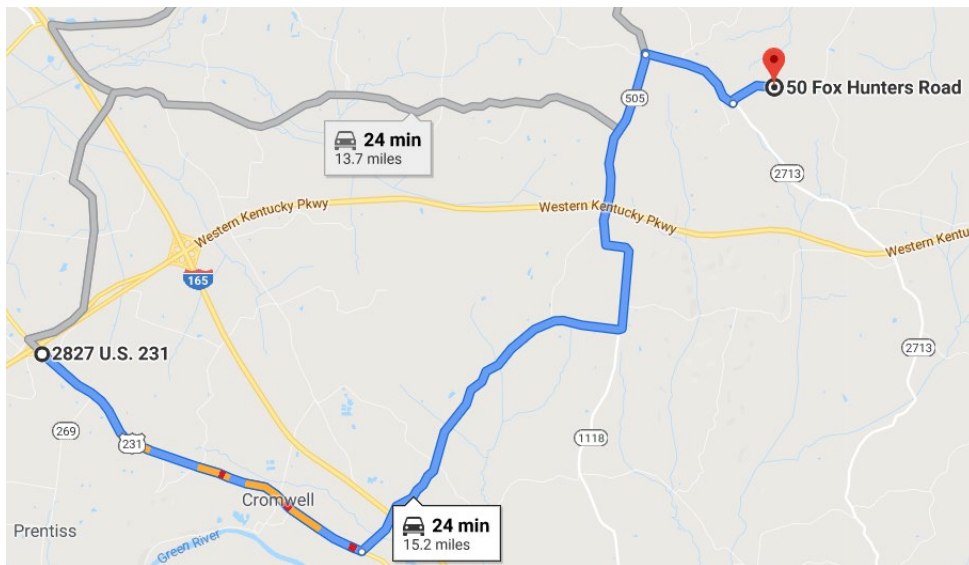 505
50 Fox Hunters Road
24 min
13.7 miles
2713
Western Kentucky Pkwy
Western Kentucky Pkwy
Western Kentu
165
2827 U.S. 231
2713
269
231
1118
Cromwell
24 min
15.2 miles
Prentiss
Green River